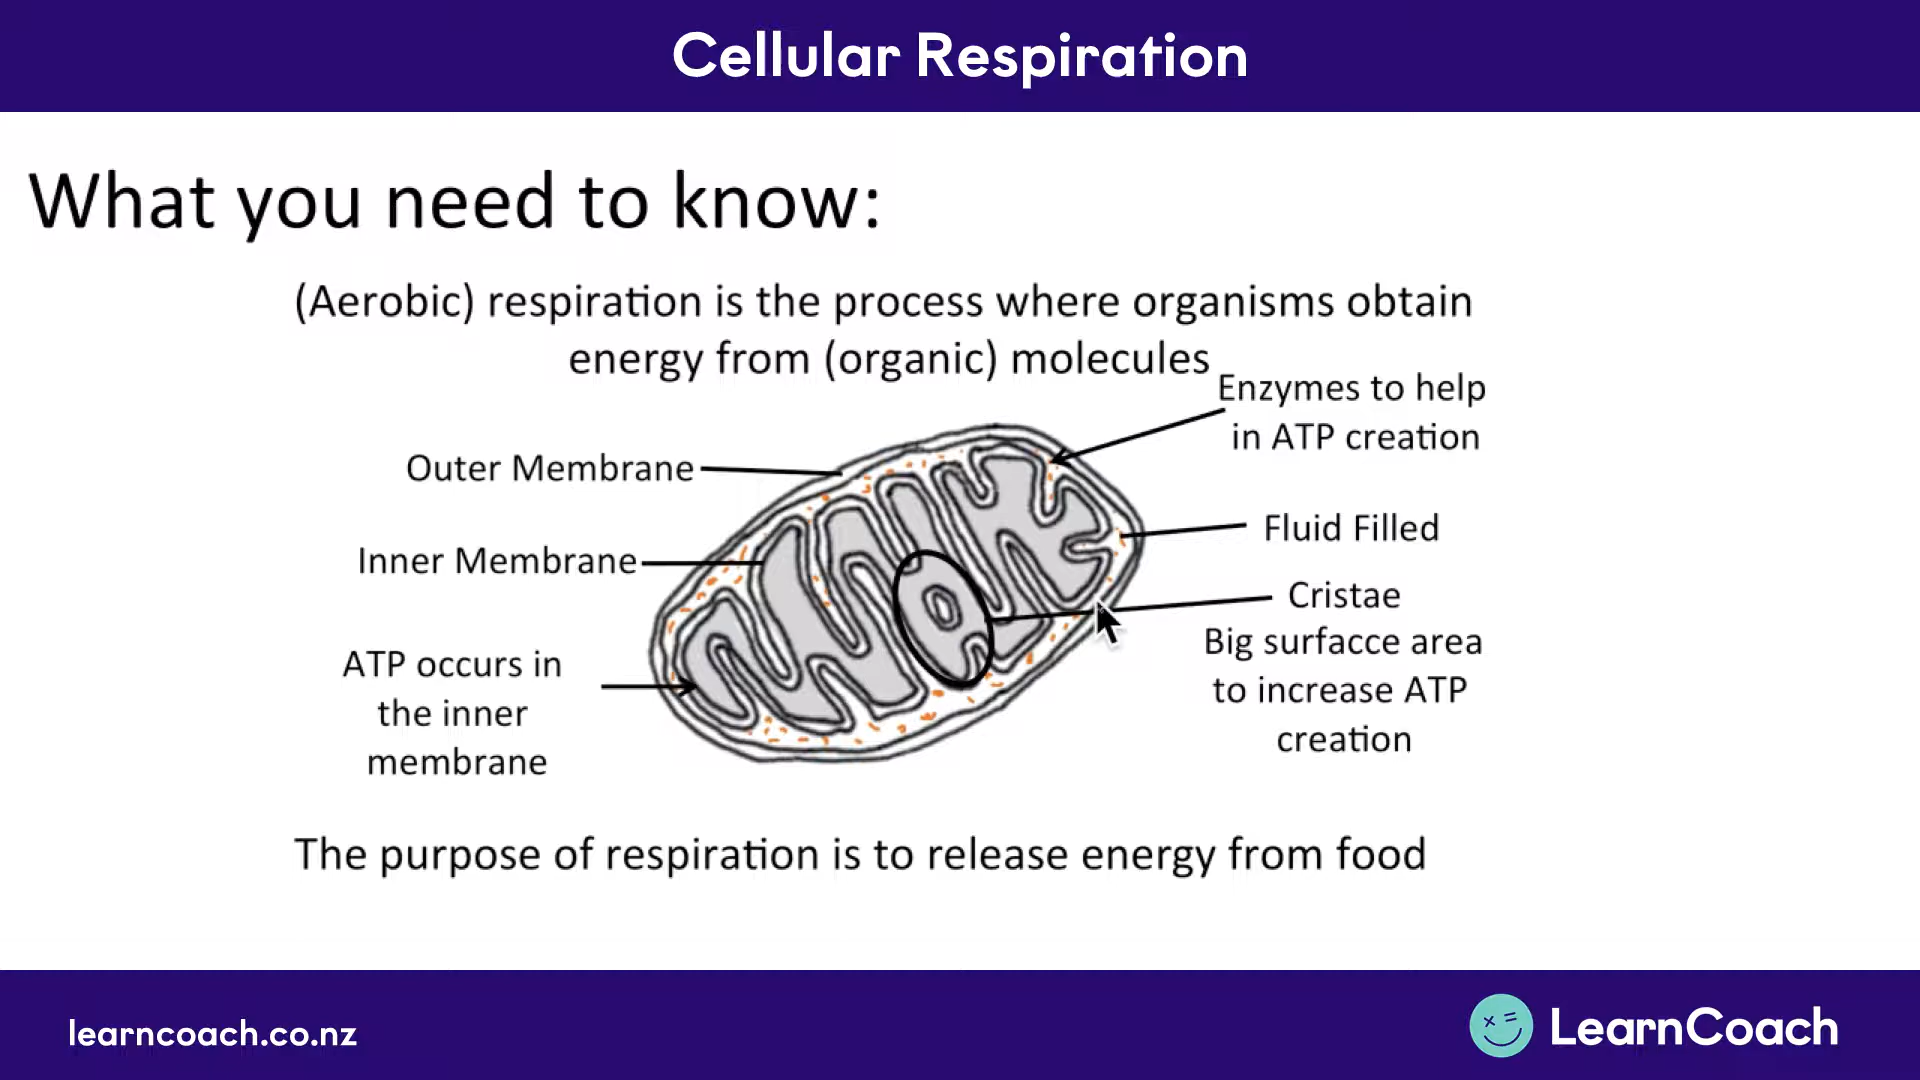 Cellular Respiration
What you need to know:
(Aerobic) respiration is the process where organisms obtain
energy from (organic) molecules
Enzymes to help
in ATP creation
Outer Membrane
Fluid Filled
Inner Membrane
Cristae
Big surfacce area
to increase ATP
creation
ATP occurs in
the inner
membrane
The purpose of respiration is to release energy from food
learncoach.co.nz
LearnCoach